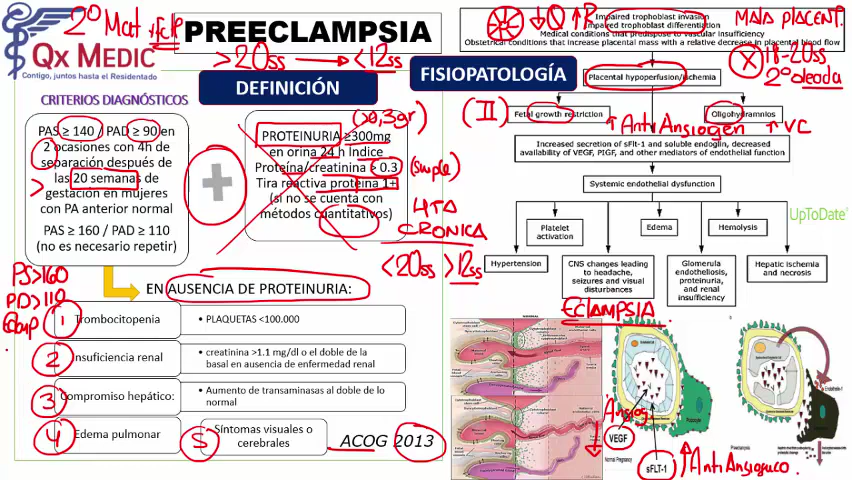 Qx MEDIC
Contigo, juntos hasta el Residentado
2º Mat
PREECLAMPSIA
>20ss → <12ss
DEFINICIÓN
CRITERIOS DIAGNÓSTICOS
PAS ≥ 140 / PAD ≥ 90 en
2 ocasiones con 4h de
separación después de
las 20 semanas de
gestación en mujeres
con PA anterior normal
PAS ≥ 160 / PAD ≥ 110
(no es necesario repetir)
(>0,3gr)
PROTEINURIA ≥300mg
en orina 24 h Índice
Proteína/creatinina > 0.3
Tira reactiva proteína 1+
(si no se cuenta con
métodos cuantitativos)
(simple)
HTA
CRONICA
<20ss >12ss
PS>160
PD>110
EN AUSENCIA DE PROTEINURIA:
1 Trombocitopenia
• PLAQUETAS <100.000
2 Insuficiencia renal
• creatinina >1.1 mg/dl o el doble de la
basal en ausencia de enfermedad renal
3 Compromiso hepático:
• Aumento de transaminasas al doble de lo
normal
4 Edema pulmonar
5 Síntomas visuales o
cerebrales
ACOG 2013
FISIOPATOLOGÍA
↓Q ↑R
Impaired trophoblast invasion
Impaired trophoblast differentiation
Medical conditions that predispose to vascular insufficiency
Obstetrical conditions that increase placental mass with a relative decrease in placental blood flow
MALA PLACENT.
18-20ss
2º oleada
Placental hypoperfusion/ischemia
(II)
Fetal growth restriction
Oligohydramnios
↑AntiAngiogen
↑VC
Increased secretion of sFlt-1 and soluble endoglin, decreased
availability of VEGF, PlGF, and other mediators of endothelial function
Systemic endothelial dysfunction
UpToDate
Platelet
activation
Edema
Hemolysis
Hypertension
CNS changes leading
to headache,
seizures and visual
disturbances
Glomerula
endotheliosis,
proteinuria,
and renal
insufficiency
Hepatic ischemia
and necrosis
ECLAMPSIA
Angiog.
VEGF
sFLT-1
↑AntiAngiogenico.
Normal Pregnancy
Preeclampsia